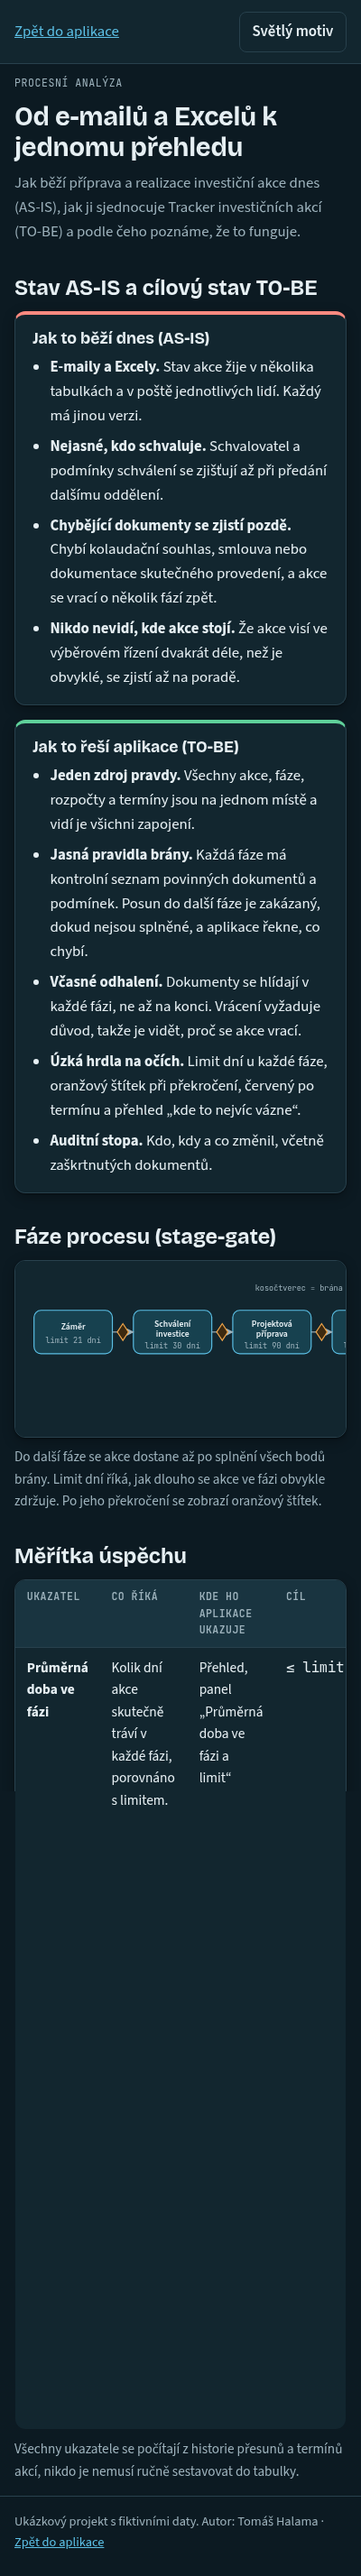 Zpět do aplikace
Světlý motiv
PROCESNÍ ANALÝZA
Od e-mailů a Excelů k
jednomu přehledu
Jak běží příprava a realizace investiční akce dnes
(AS-IS), jak ji sjednocuje Tracker investičních akcí
(TO-BE) a podle čeho poznáme, že to funguje.
Stav AS-IS a cílový stav TO-BE
Jak to běží dnes (AS-IS)
• E-maily a Excely. Stav akce žije v několika
tabulkách a v poště jednotlivých lidí. Každý
má jinou verzi.
• Nejasné, kdo schvaluje. Schvalovatel a
podmínky schválení se zjišťují až při předání
dalšímu oddělení.
• Chybějící dokumenty se zjistí pozdě.
Chybí kolaudační souhlas, smlouva nebo
dokumentace skutečného provedení, a akce
se vrací o několik fází zpět.
• Nikdo nevidí, kde akce stojí. Že akce visí ve
výběrovém řízení dvakrát déle, než je
obvyklé, se zjistí až na poradě.
Jak to řeší aplikace (TO-BE)
• Jeden zdroj pravdy. Všechny akce, fáze,
rozpočty a termíny jsou na jednom místě a
vidí je všichni zapojení.
• Jasná pravidla brány. Každá fáze má
kontrolní seznam povinných dokumentů a
podmínek. Posun do další fáze je zakázaný,
dokud nejsou splněné, a aplikace řekne, co
chybí.
• Včasné odhalení. Dokumenty se hlídají v
každé fázi, ne až na konci. Vrácení vyžaduje
důvod, takže je vidět, proč se akce vrací.
• Úzká hrdla na očích. Limit dní u každé fáze,
oranžový štítek při překročení, červený po
termínu a přehled „kde to nejvíc vázne“.
• Auditní stopa. Kdo, kdy a co změnil, včetně
zaškrtnutých dokumentů.
Fáze procesu (stage-gate)
kosočtverec = brána
Záměr
limit 21 dní
Schválení
investice
limit 30 dní
Projektová
příprava
limit 90 dní
Do další fáze se akce dostane až po splnění všech bodů
brány. Limit dní říká, jak dlouho se akce ve fázi obvykle
zdržuje. Po jeho překročení se zobrazí oranžový štítek.
Měřítka úspěchu
UKAZATEL
CO ŘÍKÁ
KDE HO
APLIKACE
UKAZUJE
CÍL
Průměrná
doba ve
fázi
Kolik dní
akce
skutečně
tráví v
každé fázi,
porovnáno
s limitem.
Přehled,
panel
„Průměrná
doba ve
fázi a
limit“
≤ limit
Všechny ukazatele se počítají z historie přesunů a termínů
akcí, nikdo je nemusí ručně sestavovat do tabulky.
Ukázkový projekt s fiktivními daty. Autor: Tomáš Halama ·
Zpět do aplikace